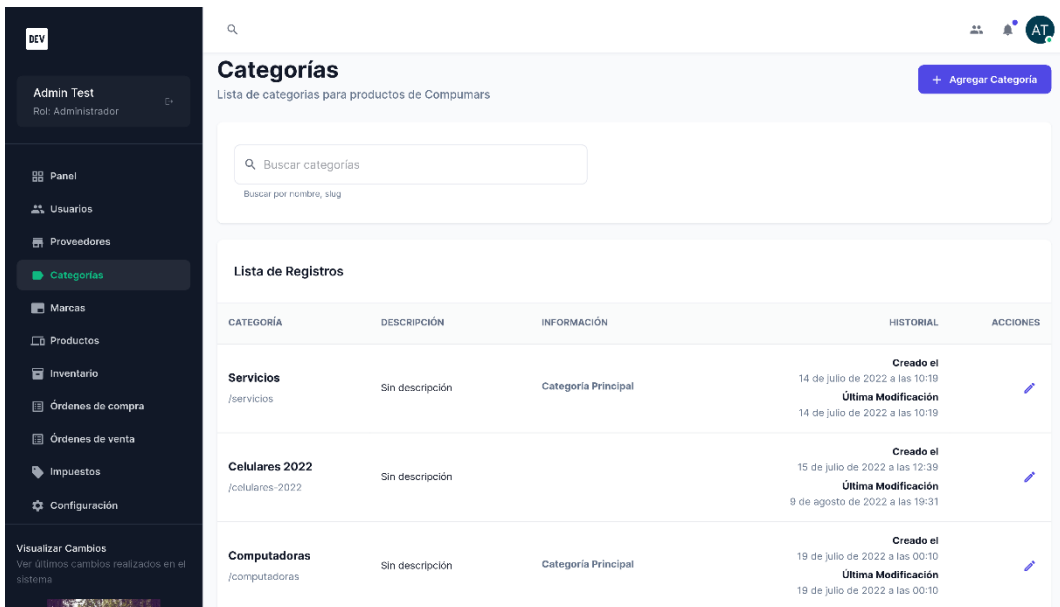 DEV
AT
Admin Test
Rol: Administrador
Panel
Usuarios
Proveedores
Categorías
Marcas
Productos
Inventario
Órdenes de compra
Órdenes de venta
Impuestos
Configuración
Visualizar Cambios
Ver últimos cambios realizados en el
sistema
Categorías
Lista de categorias para productos de Compumars
+ Agregar Categoría
Buscar categorías
Buscar por nombre, slug
Lista de Registros
CATEGORÍA DESCRIPCIÓN INFORMACIÓN HISTORIAL ACCIONES
Servicios
/servicios
Sin descripción
Categoría Principal
Creado el
14 de julio de 2022 a las 10:19
Última Modificación
14 de julio de 2022 a las 10:19
Celulares 2022
/celulares-2022
Sin descripción
Creado el
15 de julio de 2022 a las 12:39
Última Modificación
9 de agosto de 2022 a las 19:31
Computadoras
/computadoras
Sin descripción
Categoría Principal
Creado el
19 de julio de 2022 a las 00:10
Última Modificación
19 de julio de 2022 a las 00:10